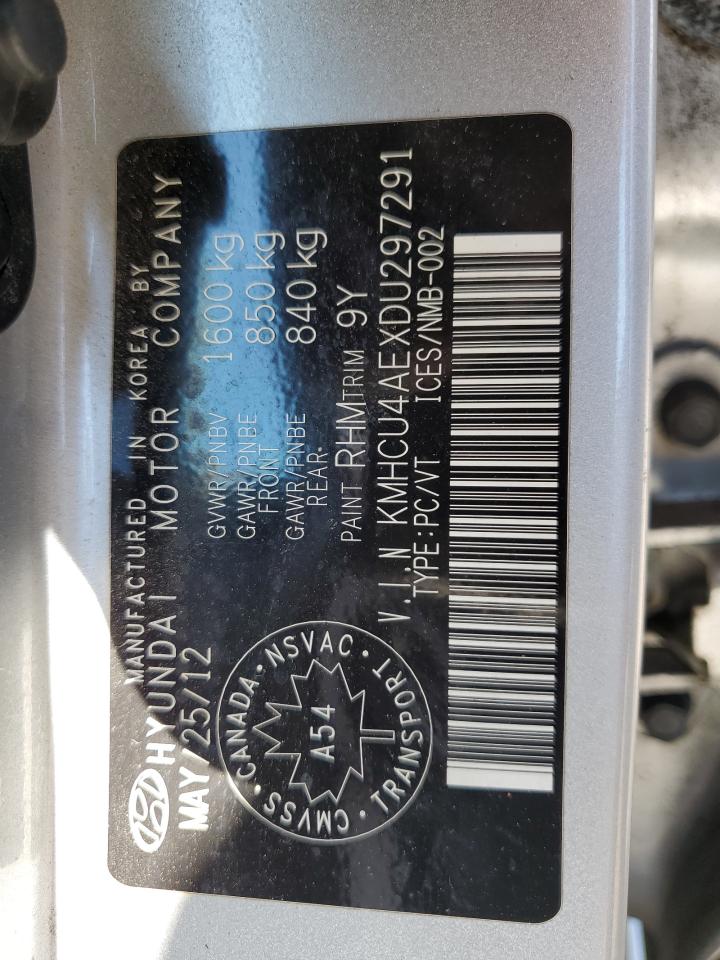 MANUFACTURED IN KOREA BY
HYUNDAI MOTOR COMPANY
MAY/25/12
GVWR/PNBV 1600 kg
GAWR/PNBE 850 kg
FRONT
GAWR/PNBE 840 kg
REAR
PAINT RHM TRIM 9Y
V.I.N KMHCU4AEXDU297291
TYPE:PC/VT ICES/NMB-002
CMVSS · CANADA · NSVAC · TRANSPORT ·
A54